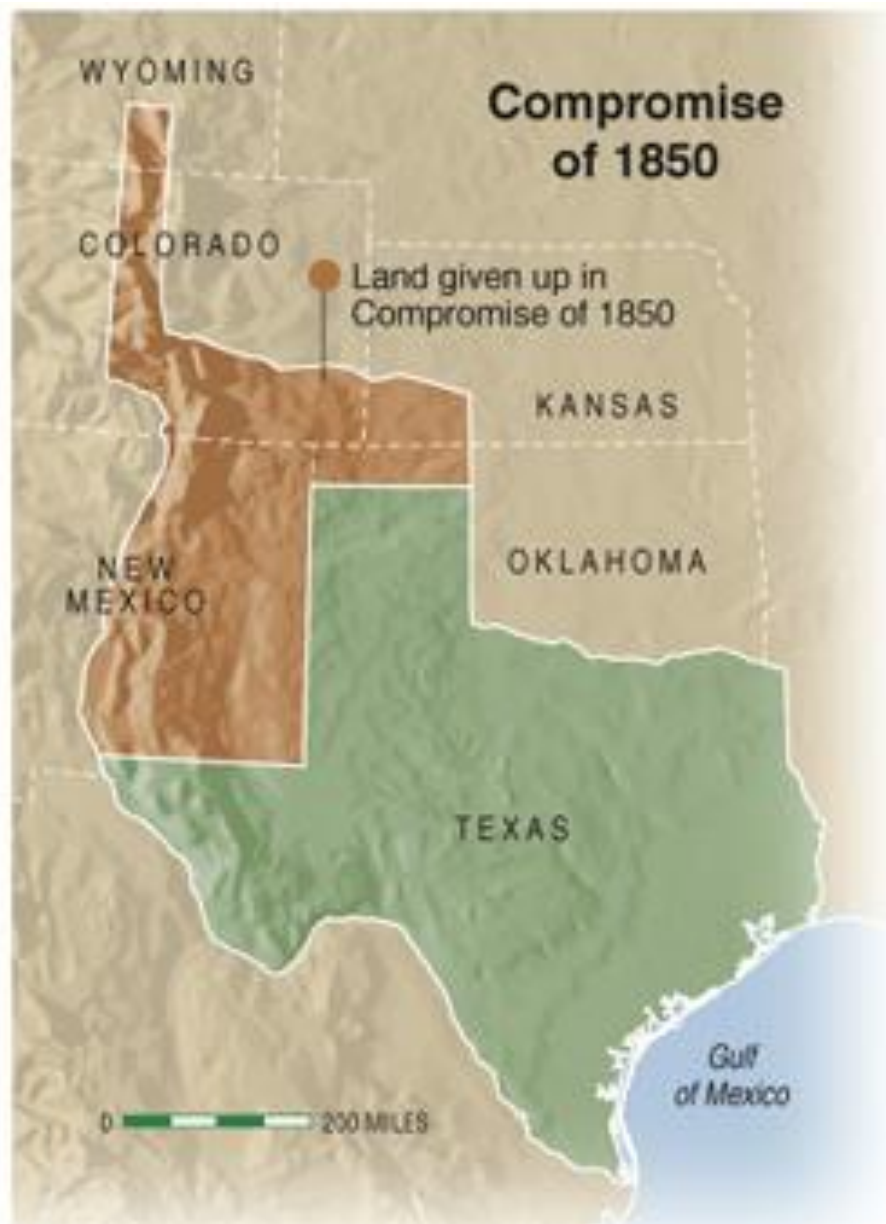 WYOMING
Compromise
of 1850
COLORADO
Land given up in
Compromise of 1850
KANSAS
NEW
MEXICO
OKLAHOMA
TEXAS
Gulf
of Mexico
0 200 MILES